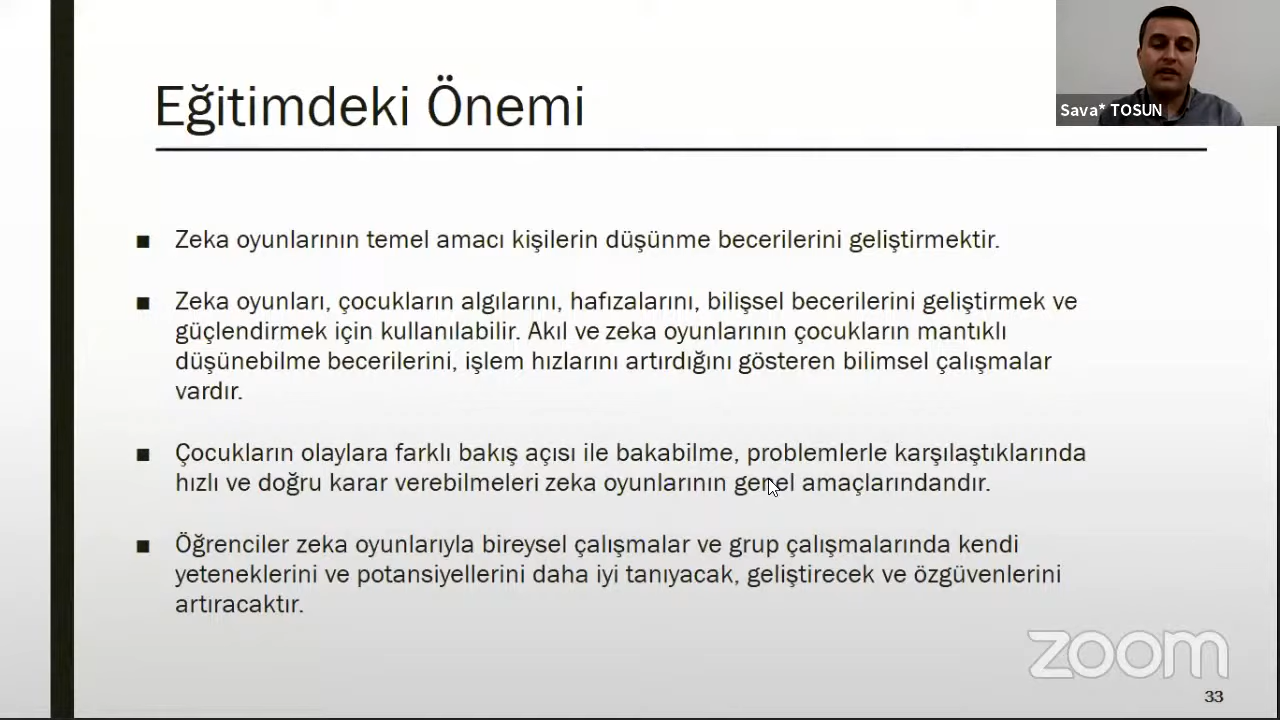 Eğitimdeki Önemi
Sava* TOSUN
■ Zeka oyunlarının temel amacı kişilerin düşünme becerilerini geliştirmektir.
■ Zeka oyunları, çocukların algılarını, hafızalarını, bilişsel becerilerini geliştirmek ve
güçlendirmek için kullanılabilir. Akıl ve zeka oyunlarının çocukların mantıklı
düşünebilme becerilerini, işlem hızlarını artırdığını gösteren bilimsel çalışmalar
vardır.
■ Çocukların olaylara farklı bakış açısı ile bakabilme, problemlerle karşılaştıklarında
hızlı ve doğru karar verebilmeleri zeka oyunlarının genel amaçlarındandır.
■ Öğrenciler zeka oyunlarıyla bireysel çalışmalar ve grup çalışmalarında kendi
yeteneklerini ve potansiyellerini daha iyi tanıyacak, geliştirecek ve özgüvenlerini
artıracaktır.
zoom
33